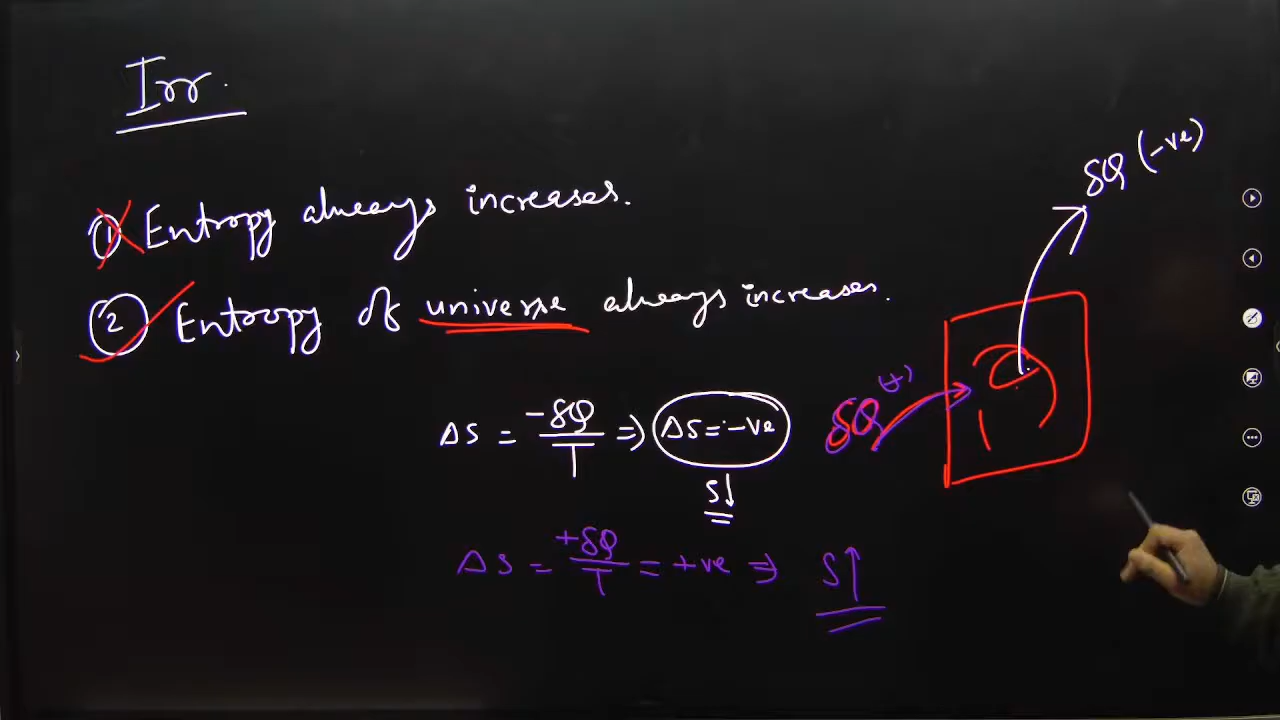 Irr.
① Entropy always increases.
② Entropy of universe always increases.
δQ (-ve)
ΔS = -δQ/T ⇒ ΔS = -ve
S↓
δQ (+)
ΔS = +δQ/T = +ve ⇒ S↑